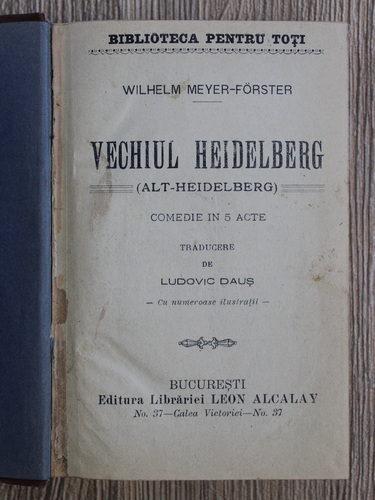 BIBLIOTECA PENTRU TOȚI
WILHELM MEYER-FÖRSTER
VECHIUL HEIDELBERG
(ALT-HEIDELBERG)
COMEDIE IN 5 ACTE
TRADUCERE
DE
LUDOVIC DAUȘ
— Cu numeroase ilustrații —
BUCUREȘTI
Editura Librăriei LEON ALCALAY
No. 37—Calea Victoriei—No. 37